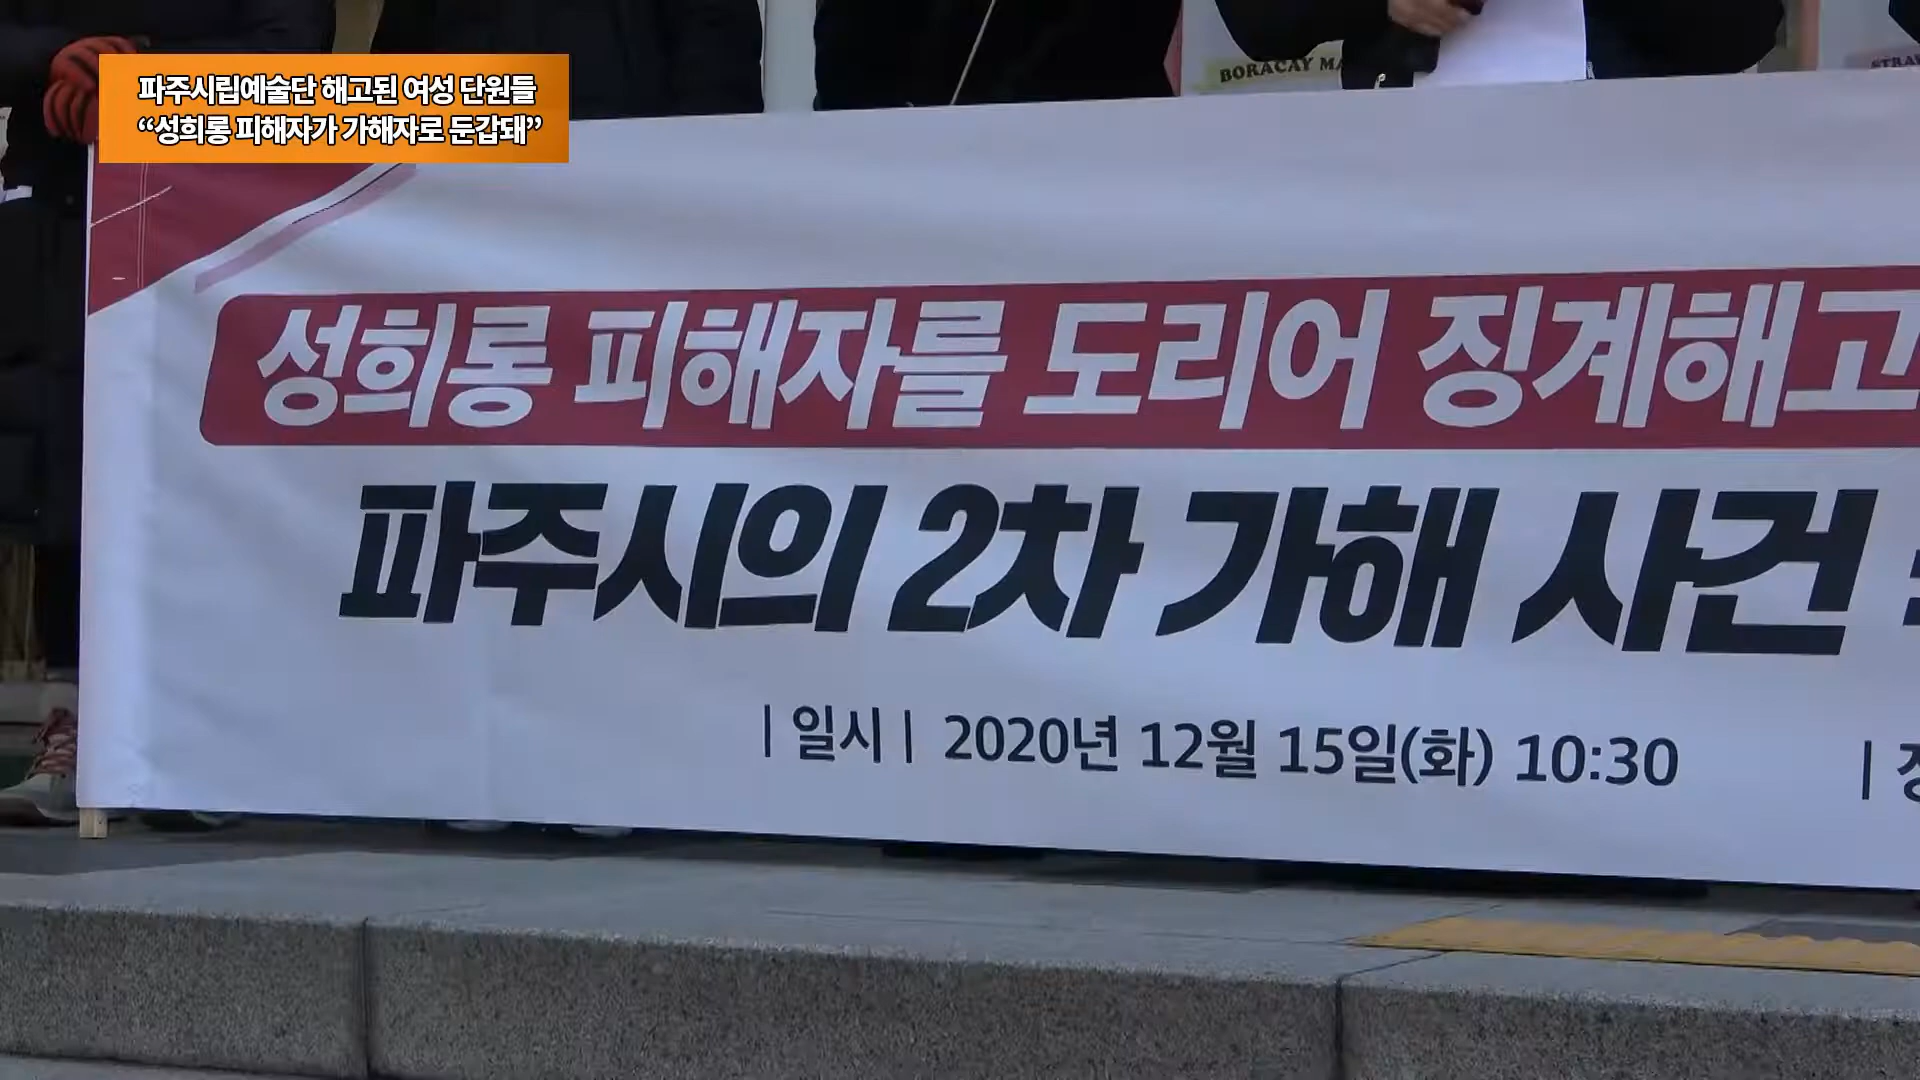 파주시립예술단 해고된 여성 단원들
“성희롱 피해자가 가해자로 둔갑돼”
BORACAY
성희롱 피해자를 도리어 징계해고
파주시의 2차 가해 사건
| 일시 | 2020년 12월 15일(화) 10:30